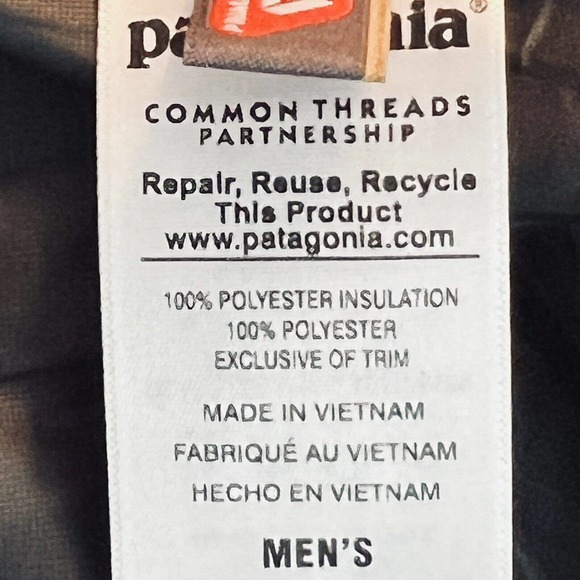 COMMON THREADS
PARTNERSHIP
Repair, Reuse, Recycle
This Product
www.patagonia.com
100% POLYESTER INSULATION
100% POLYESTER
EXCLUSIVE OF TRIM
MADE IN VIETNAM
FABRIQUÉ AU VIETNAM
HECHO EN VIETNAM
MEN'S